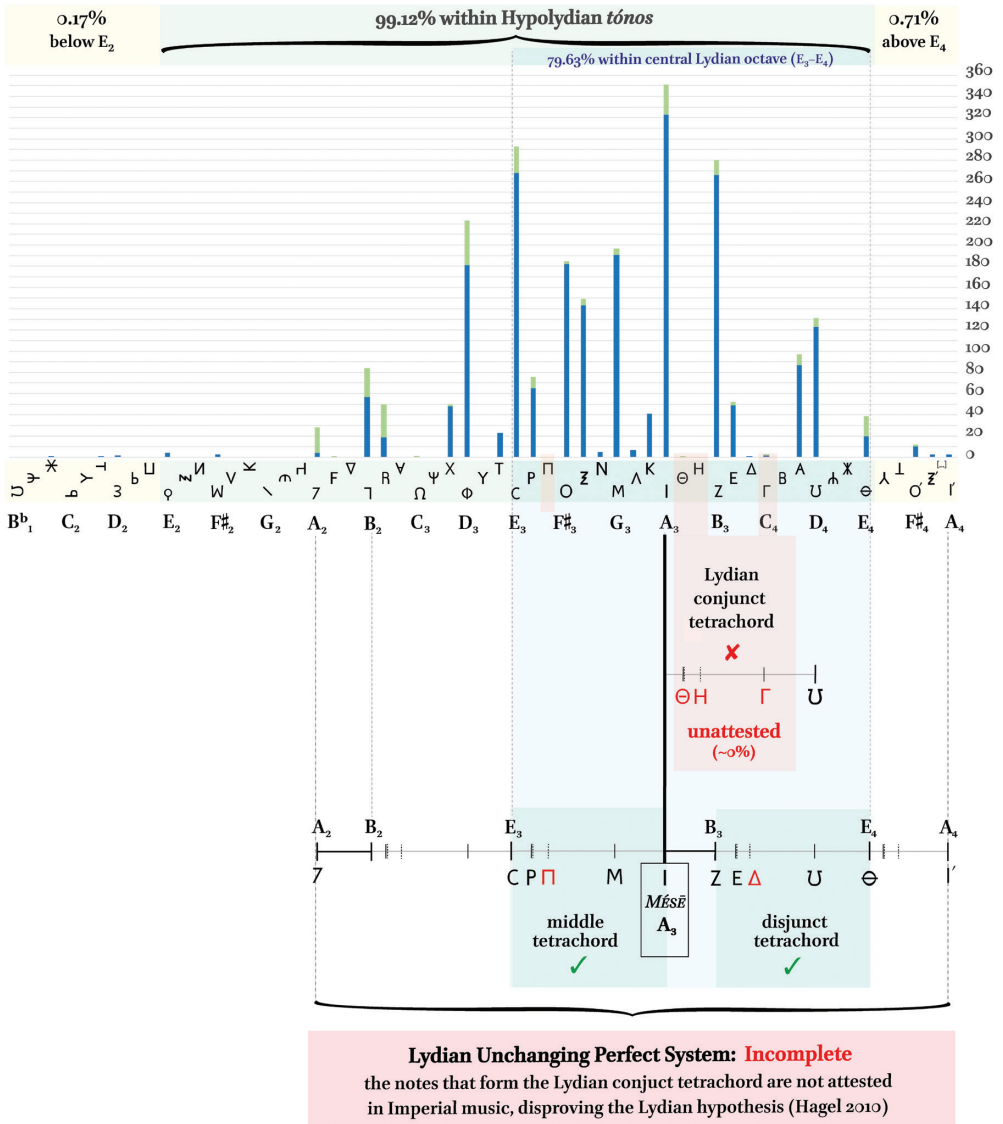 0.17%
below E₂
99.12% within Hypolydian tónos
0.71%
above E₄
79.63% within central Lydian octave (E₃–E₄)
360
340
320
300
280
260
240
220
200
180
160
140
120
100
80
60
40
20
0
B♭₁ C₂ D₂ E₂ F♯₂ G₂ A₂ B₂ C₃ D₃ E₃ F♯₃ G₃ A₃ B₃ C₄ D₄ E₄ F♯₄ A₄
Lydian
conjunct
tetrachord
✘
Θ Η Γ Ʊ
unattested
(~0%)
A₂ B₂ E₃ B₃ E₄ A₄
7 C Ρ Π Μ Ι Ζ Ε Δ Ʊ ϴ Ι′
MÉSĒ
A₃
middle
tetrachord
✓
disjunct
tetrachord
✓
Lydian Unchanging Perfect System: Incomplete
the notes that form the Lydian conjuct tetrachord are not attested
in Imperial music, disproving the Lydian hypothesis (Hagel 2010)